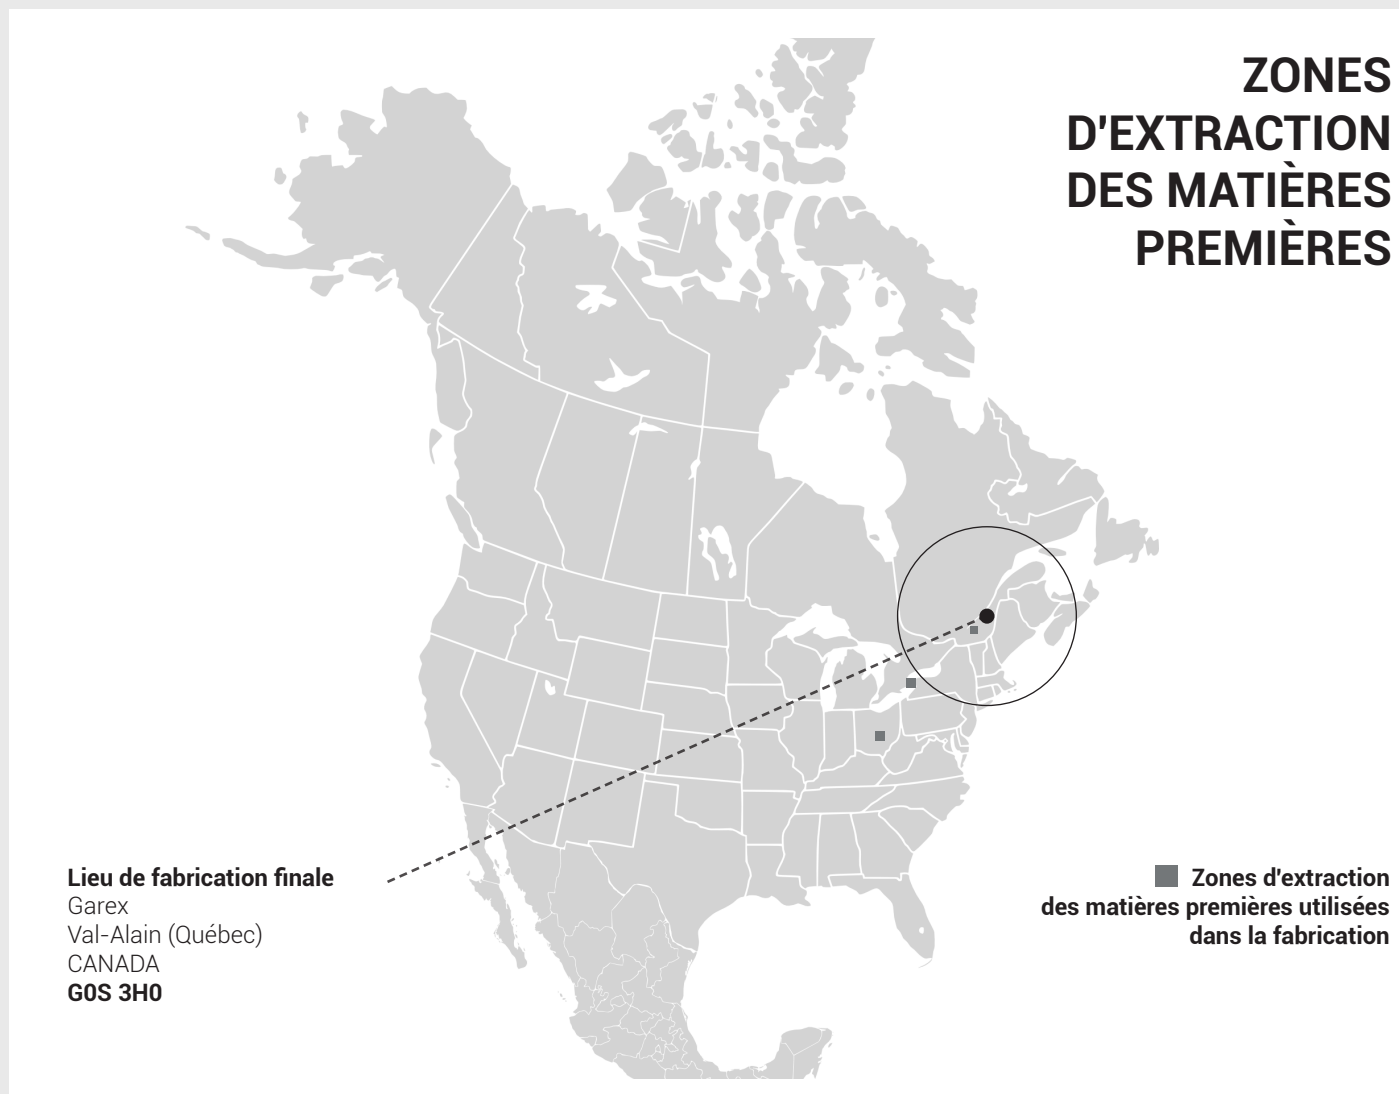 ZONES
D'EXTRACTION
DES MATIÈRES
PREMIÈRES
Lieu de fabrication finale
Garex
Val-Alain (Québec)
CANADA
G0S 3H0
Zones d'extraction
des matières premières utilisées
dans la fabrication